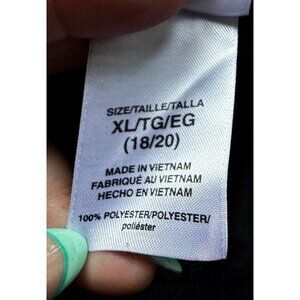 SIZE/TAILLE/TALLA
XL/TG/EG
(18/20)
MADE IN VIETNAM
FABRIQUÉ AU VIETNAM
HECHO EN VIETNAM
100% POLYESTER/POLYESTER/
poliéster